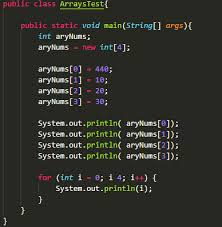 public class ArraysTest{
public static void main(String[] args){
int aryNums;
aryNums = new int[4];
aryNums[0] = 440;
aryNums[1] = 10;
aryNums[2] = 20;
aryNums[3] = 30;
System.out.println( aryNums[0]);
System.out.println( aryNums[1]);
System.out.println( aryNums[2]);
System.out.println( aryNums[3]);
for (int i = 0; i 4; i++) {
System.out.println(i);
}
}
}